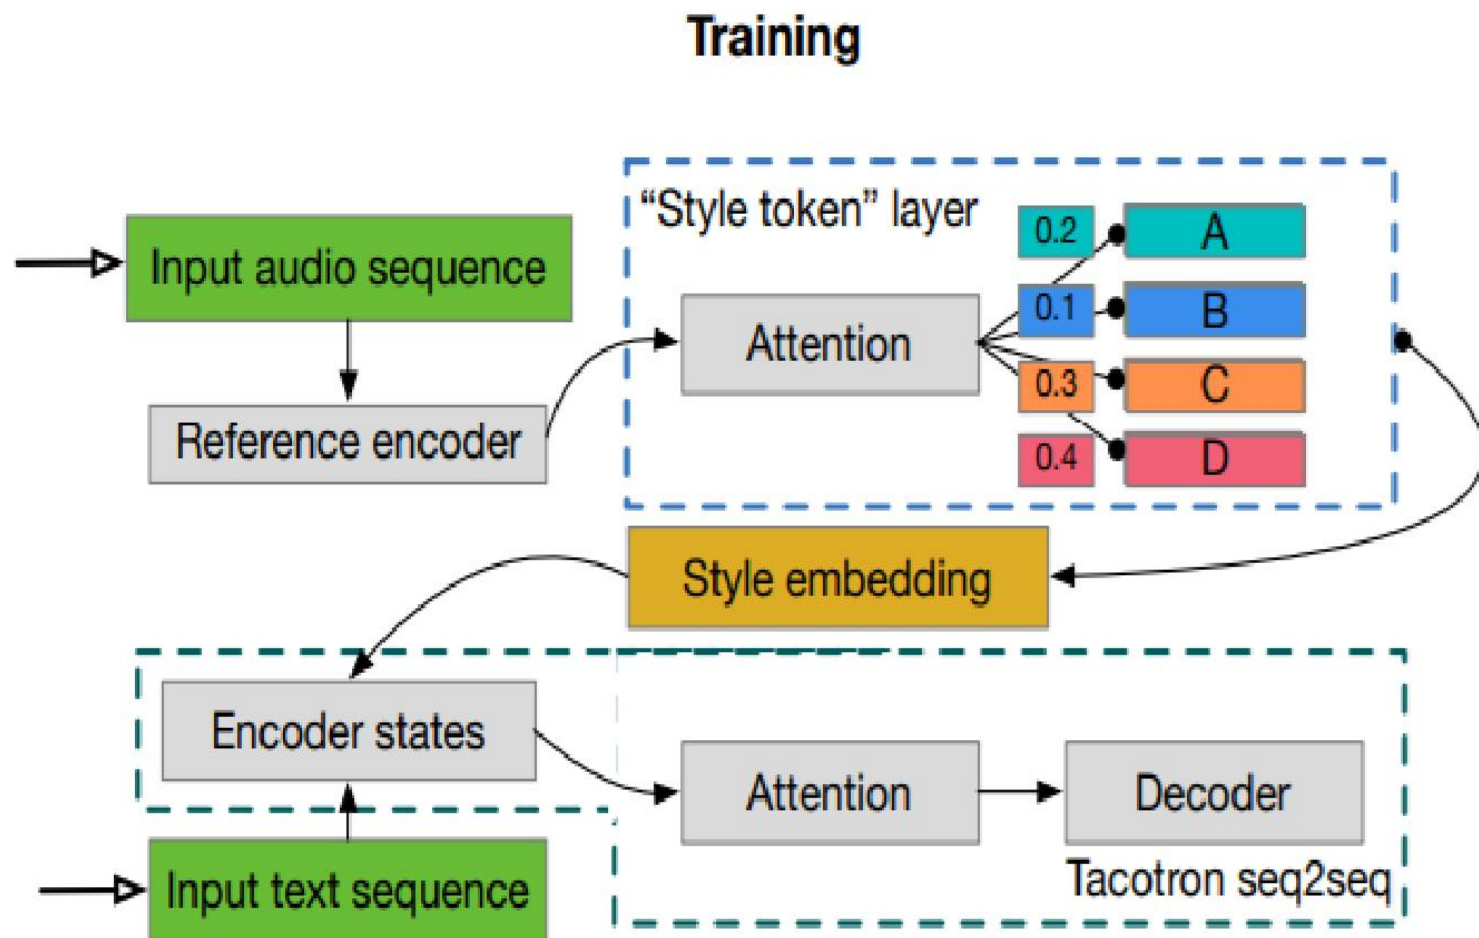 Training
“Style token” layer
Input audio sequence
0.2
A
0.1
B
Attention
0.3
C
Reference encoder
0.4
D
Style embedding
Encoder states
Attention
Decoder
Tacotron seq2seq
Input text sequence